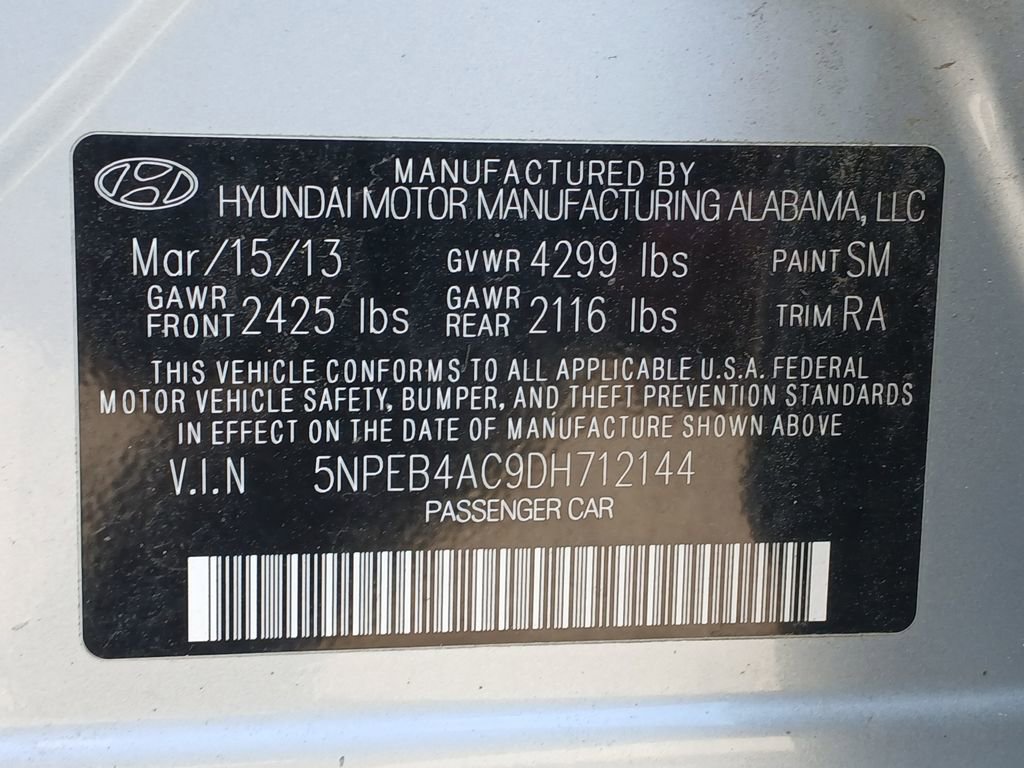 MANUFACTURED BY
HYUNDAI MOTOR MANUFACTURING ALABAMA, LLC
Mar/15/13 GVWR 4299 lbs PAINT SM
GAWR FRONT 2425 lbs GAWR REAR 2116 lbs TRIM RA
THIS VEHICLE CONFORMS TO ALL APPLICABLE U.S.A. FEDERAL
MOTOR VEHICLE SAFETY, BUMPER, AND THEFT PREVENTION STANDARDS
IN EFFECT ON THE DATE OF MANUFACTURE SHOWN ABOVE
V.I.N 5NPEB4AC9DH712144
PASSENGER CAR